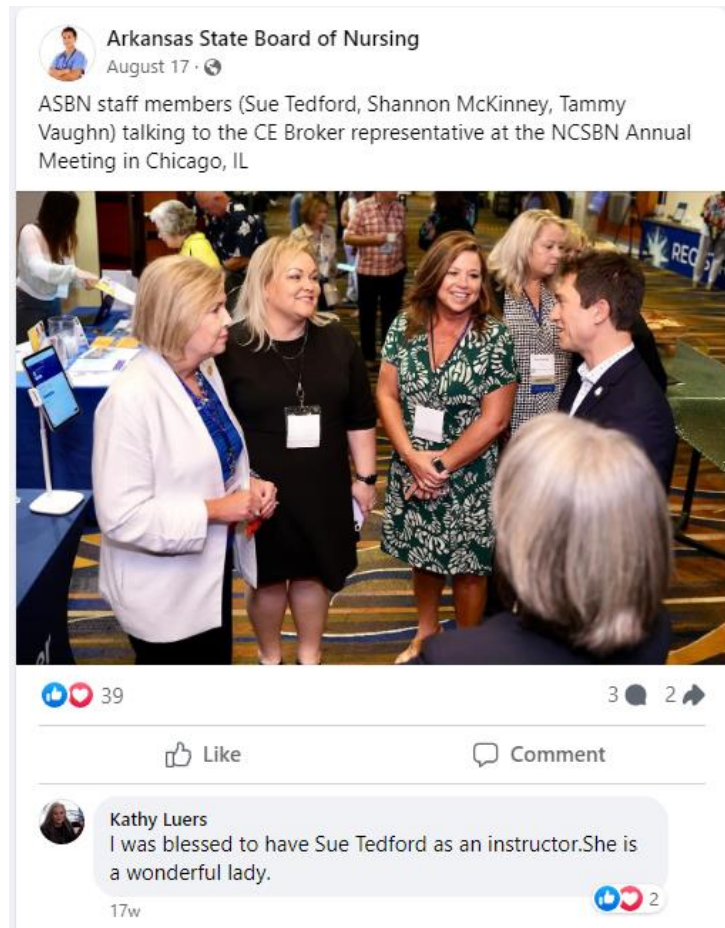 Arkansas State Board of Nursing
August 17 ·
ASBN staff members (Sue Tedford, Shannon McKinney, Tammy
Vaughn) talking to the CE Broker representative at the NCSBN Annual
Meeting in Chicago, IL
39
3
2
Like
Comment
Kathy Luers
I was blessed to have Sue Tedford as an instructor.She is
a wonderful lady.
2
17w